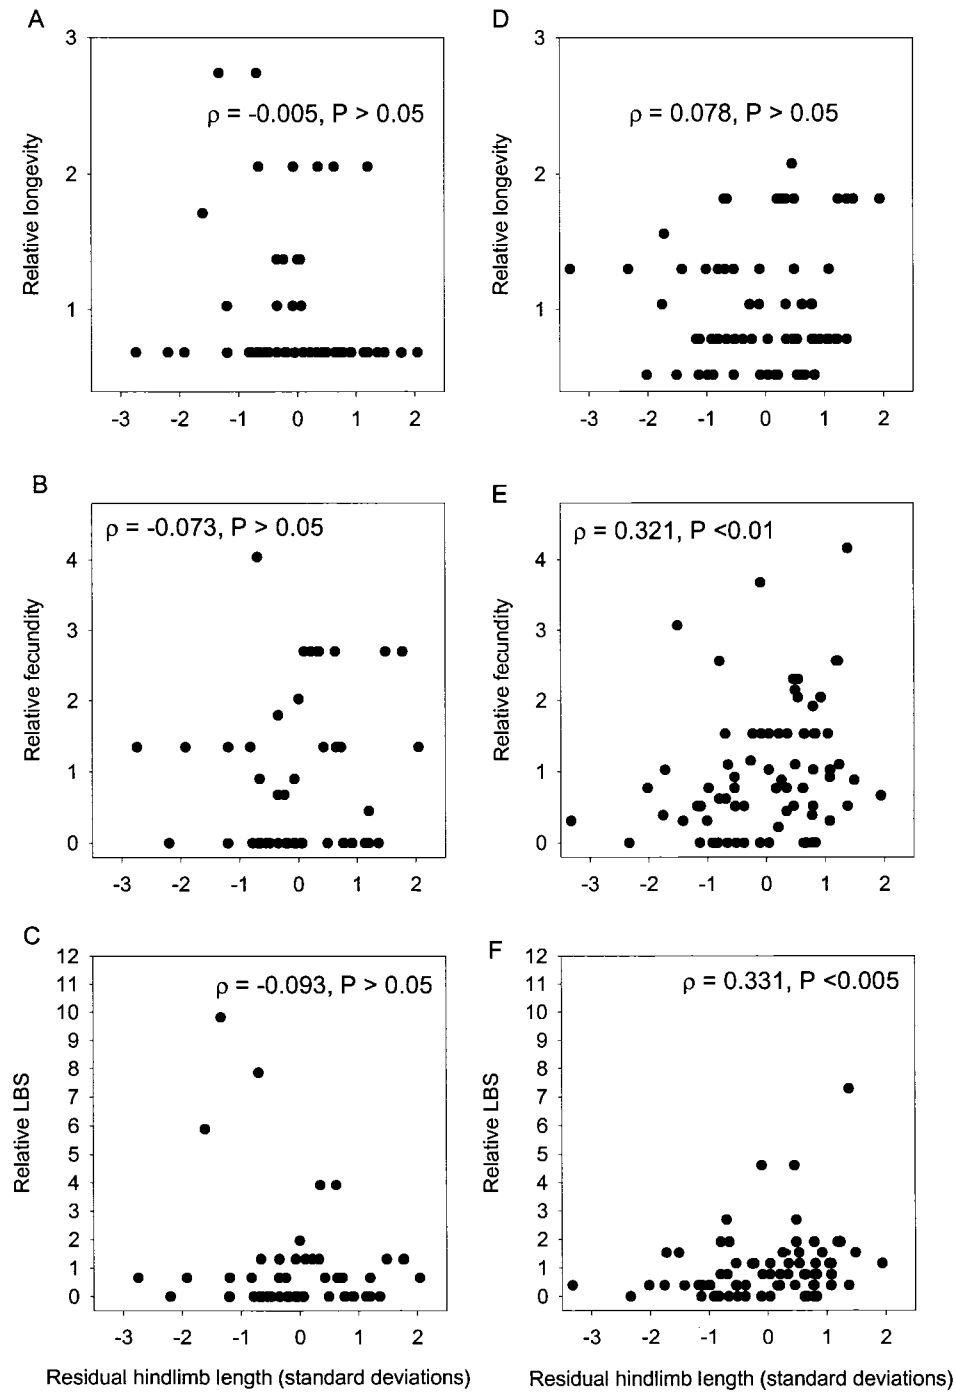 A
3
2
1
Relative longevity
ρ = -0.005, P > 0.05
-3 -2 -1 0 1 2
D
3
2
1
Relative longevity
ρ = 0.078, P > 0.05
-3 -2 -1 0 1 2
B
4
3
2
1
0
Relative fecundity
ρ = -0.073, P > 0.05
-3 -2 -1 0 1 2
E
4
3
2
1
0
Relative fecundity
ρ = 0.321, P <0.01
-3 -2 -1 0 1 2
C
12
11
10
9
8
7
6
5
4
3
2
1
0
Relative LBS
ρ = -0.093, P > 0.05
-3 -2 -1 0 1 2
Residual hindlimb length (standard deviations)
F
12
11
10
9
8
7
6
5
4
3
2
1
0
Relative LBS
ρ = 0.331, P <0.005
-3 -2 -1 0 1 2
Residual hindlimb length (standard deviations)